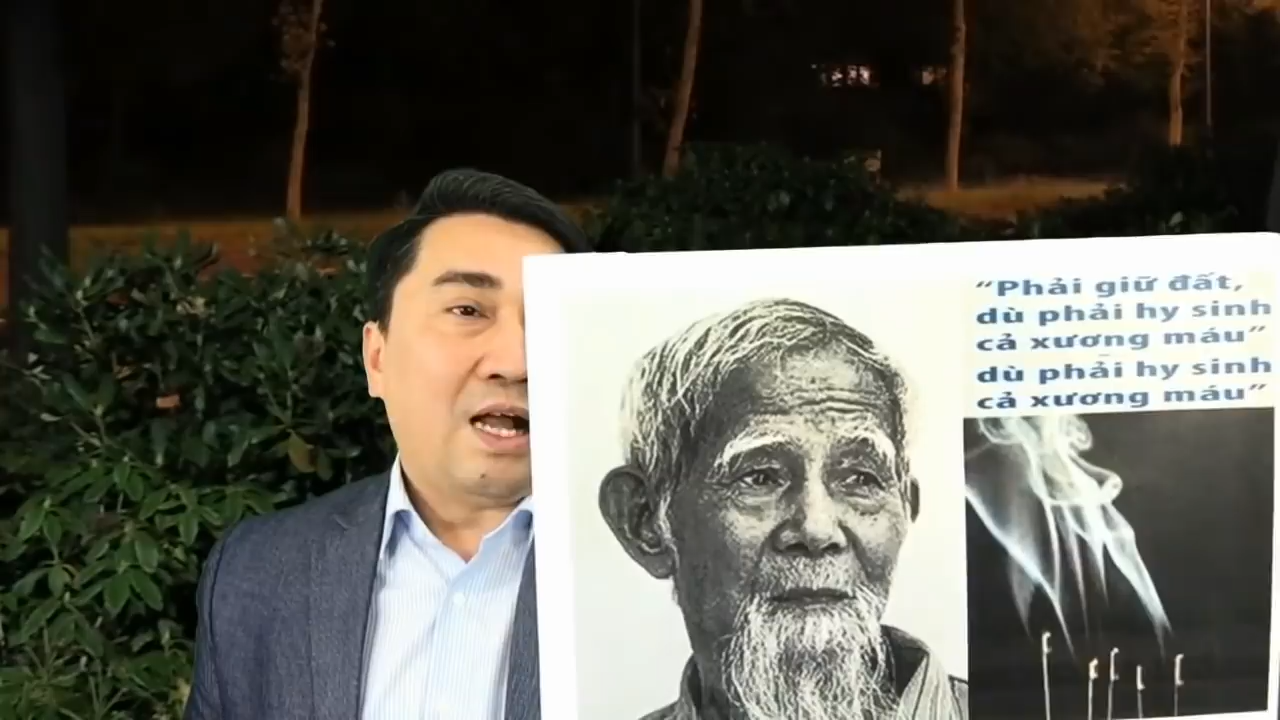 “Phải giữ đất,
dù phải hy sinh
cả xương máu”
dù phải hy sinh
cả xương máu”